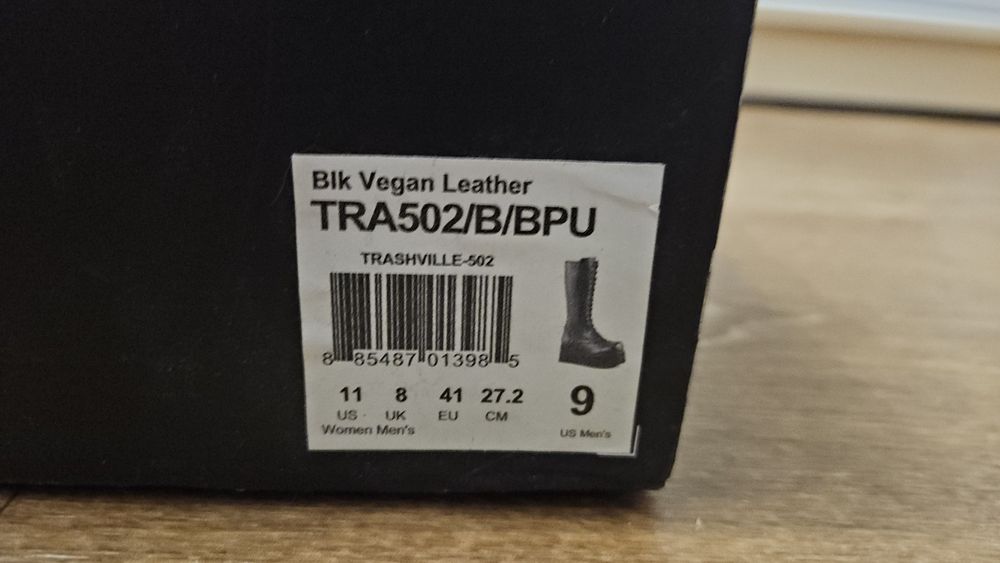 Blk Vegan Leather
TRA502/B/BPU
TRASHVILLE-502
8 85487 01398 5
11 8 41 27.2 9
US UK EU CM
Women Men's US Men's